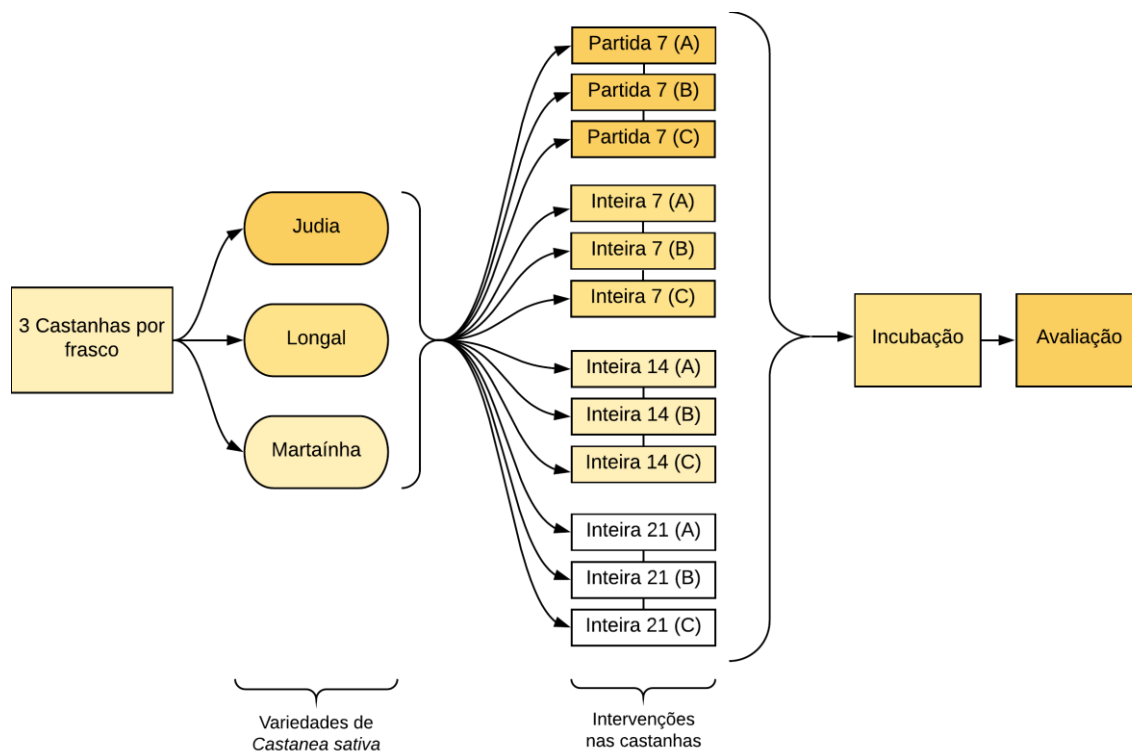 3 Castanhas por
frasco
Judia
Longal
Martaínha
Variedades de
Castanea sativa
Partida 7 (A)
Partida 7 (B)
Partida 7 (C)
Inteira 7 (A)
Inteira 7 (B)
Inteira 7 (C)
Inteira 14 (A)
Inteira 14 (B)
Inteira 14 (C)
Inteira 21 (A)
Inteira 21 (B)
Inteira 21 (C)
Intervenções
nas castanhas
Incubação
Avaliação